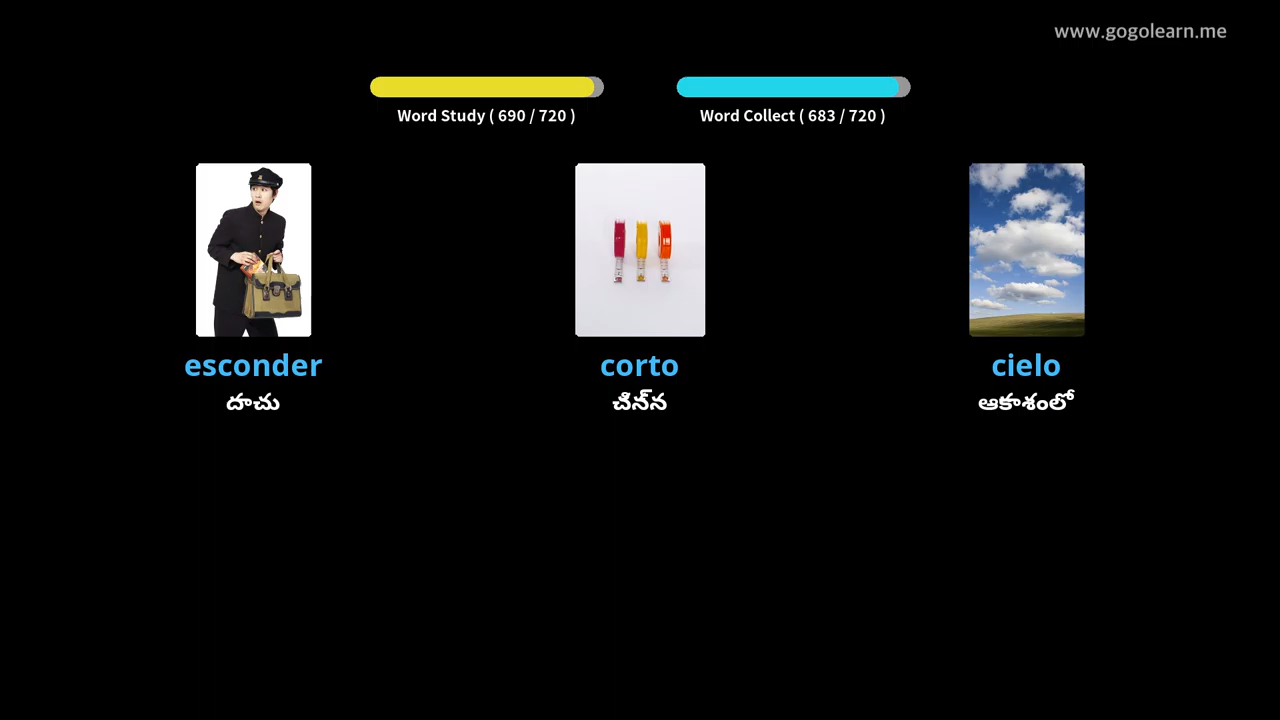 www.gogolearn.me
Word Study ( 690 / 720 )
Word Collect ( 683 / 720 )
esconder
corto
cielo
దాచు
చిన్‌న
ఆకాశంలో